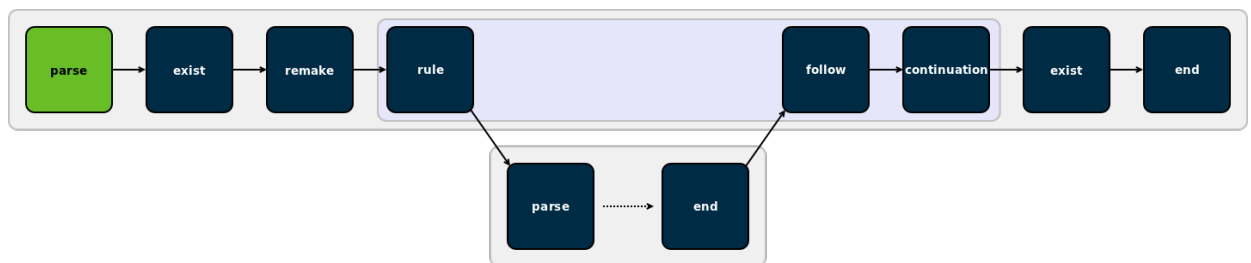 parse
exist
remake
rule
follow
continuation
exist
end
parse
end